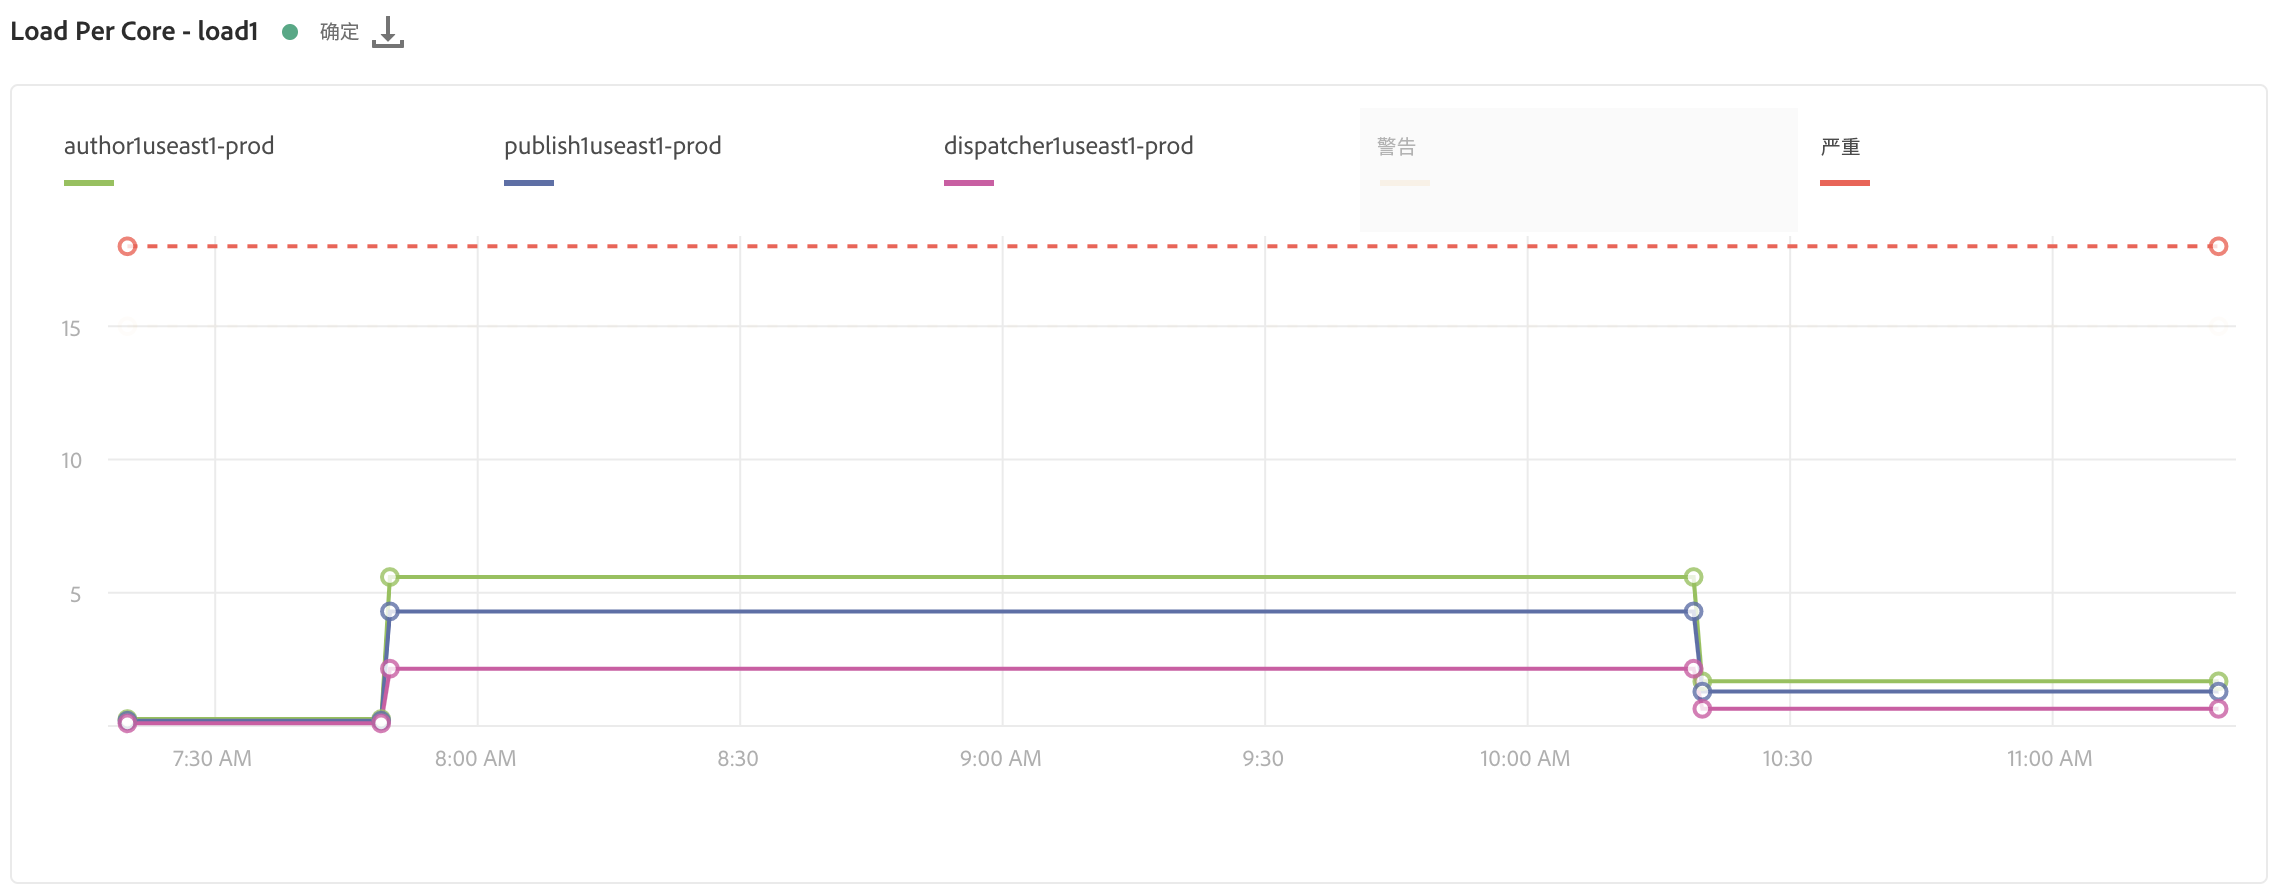 Load Per Core - load1 确定
author1useast1-prod publish1useast1-prod dispatcher1useast1-prod 警告 严重
15
10
5
7:30 AM 8:00 AM 8:30 9:00 AM 9:30 10:00 AM 10:30 11:00 AM